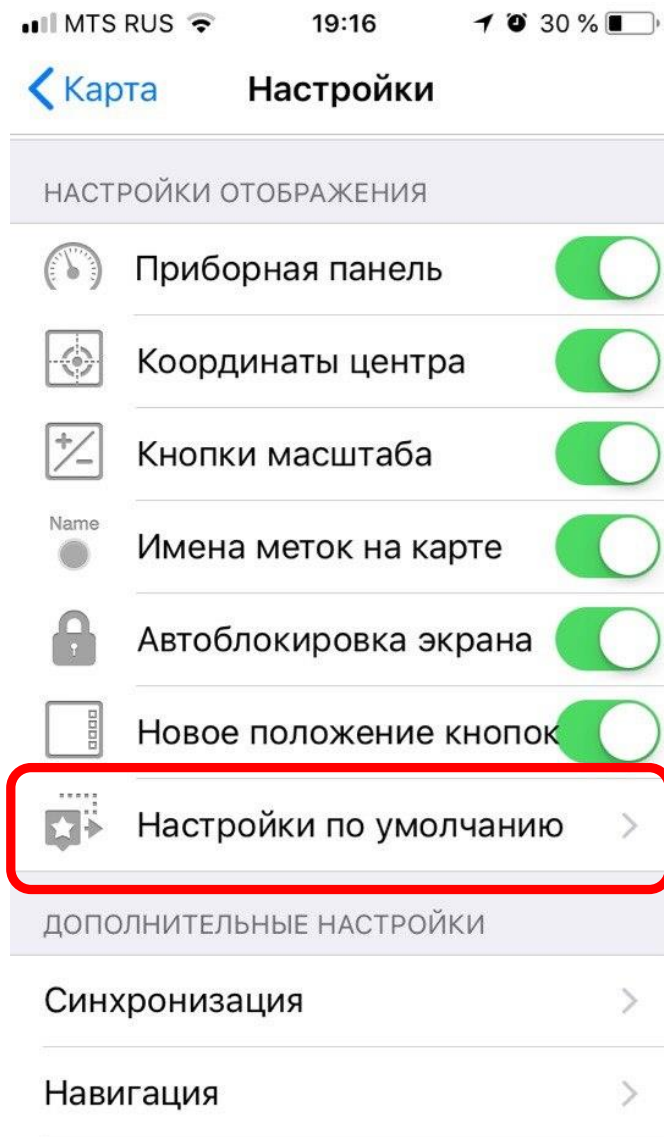 MTS RUS 19:16 30 %
Карта Настройки
НАСТРОЙКИ ОТОБРАЖЕНИЯ
Приборная панель
Координаты центра
Кнопки масштаба
Name
Имена меток на карте
Автоблокировка экрана
Новое положение кнопок
Настройки по умолчанию
ДОПОЛНИТЕЛЬНЫЕ НАСТРОЙКИ
Синхронизация
Навигация